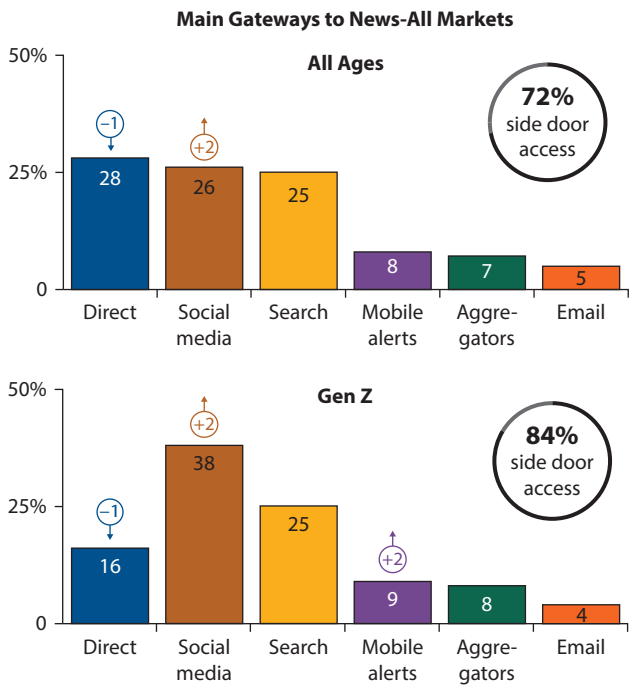 Main Gateways to News-All Markets
All Ages
50%
25%
0
72%
side door
access
−1
+2
28
26
25
8
7
5
Direct
Social
media
Search
Mobile
alerts
Aggre-
gators
Email
Gen Z
50%
25%
0
84%
side door
access
−1
+2
+2
16
38
25
9
8
4
Direct
Social
media
Search
Mobile
alerts
Aggre-
gators
Email